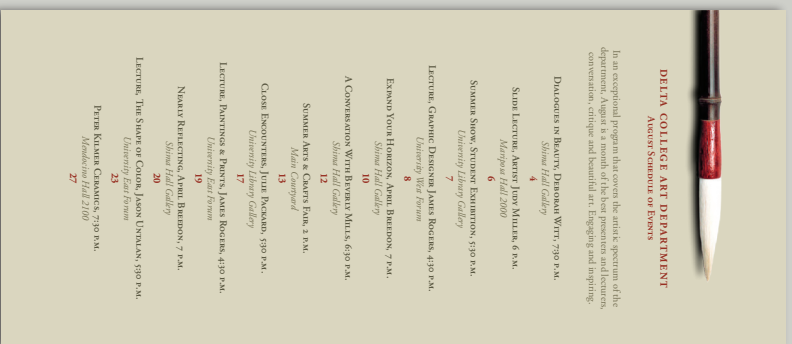 DELTA COLLEGE ART DEPARTMENT
AUGUST SCHEDULE OF EVENTS
In an exceptional program that covers the artistic spectrum of the
department, August is a month of the best presenters and lecturers,
conversation, critique and beautiful art. Engaging and inspiring.
DIALOGUES IN BEAUTY, DEBORAH WITT, 7:30 P.M.
Shima Hall Gallery
4
SLIDE LECTURE, ARTIST JUDY MILLER, 6 P.M.
Mariposa Hall 2000
6
SUMMER SHOW, STUDENT EXHIBITION, 5:30 P.M.
University Library Gallery
7
LECTURE, GRAPHIC DESIGNER JAMES ROGERS, 4:30 P.M.
University West Forum
8
EXPAND YOUR HORIZON, APRIL BREEDON, 7 P.M.
Shima Hall Gallery
10
A CONVERSATION WITH BEVERLY MILLS, 6:30 P.M.
Shima Hall Gallery
12
SUMMER ARTS & CRAFTS FAIR, 2 P.M.
Main Courtyard
13
CLOSE ENCOUNTERS, JULIE PACKARD, 5:30 P.M.
University Library Gallery
17
LECTURE, PAINTINGS & PRINTS, JAMES ROGERS, 4:30 P.M.
University East Forum
19
NEARLY REFLECTING, APRIL BREEDON, 7 P.M.
Shima Hall Gallery
20
LECTURE, THE SHAPE OF COLOR, JASON UNTALAN, 5:30 P.M.
University East Forum
23
PETER KILMER CERAMICS, 7:30 P.M.
Mendocino Hall 2100
27